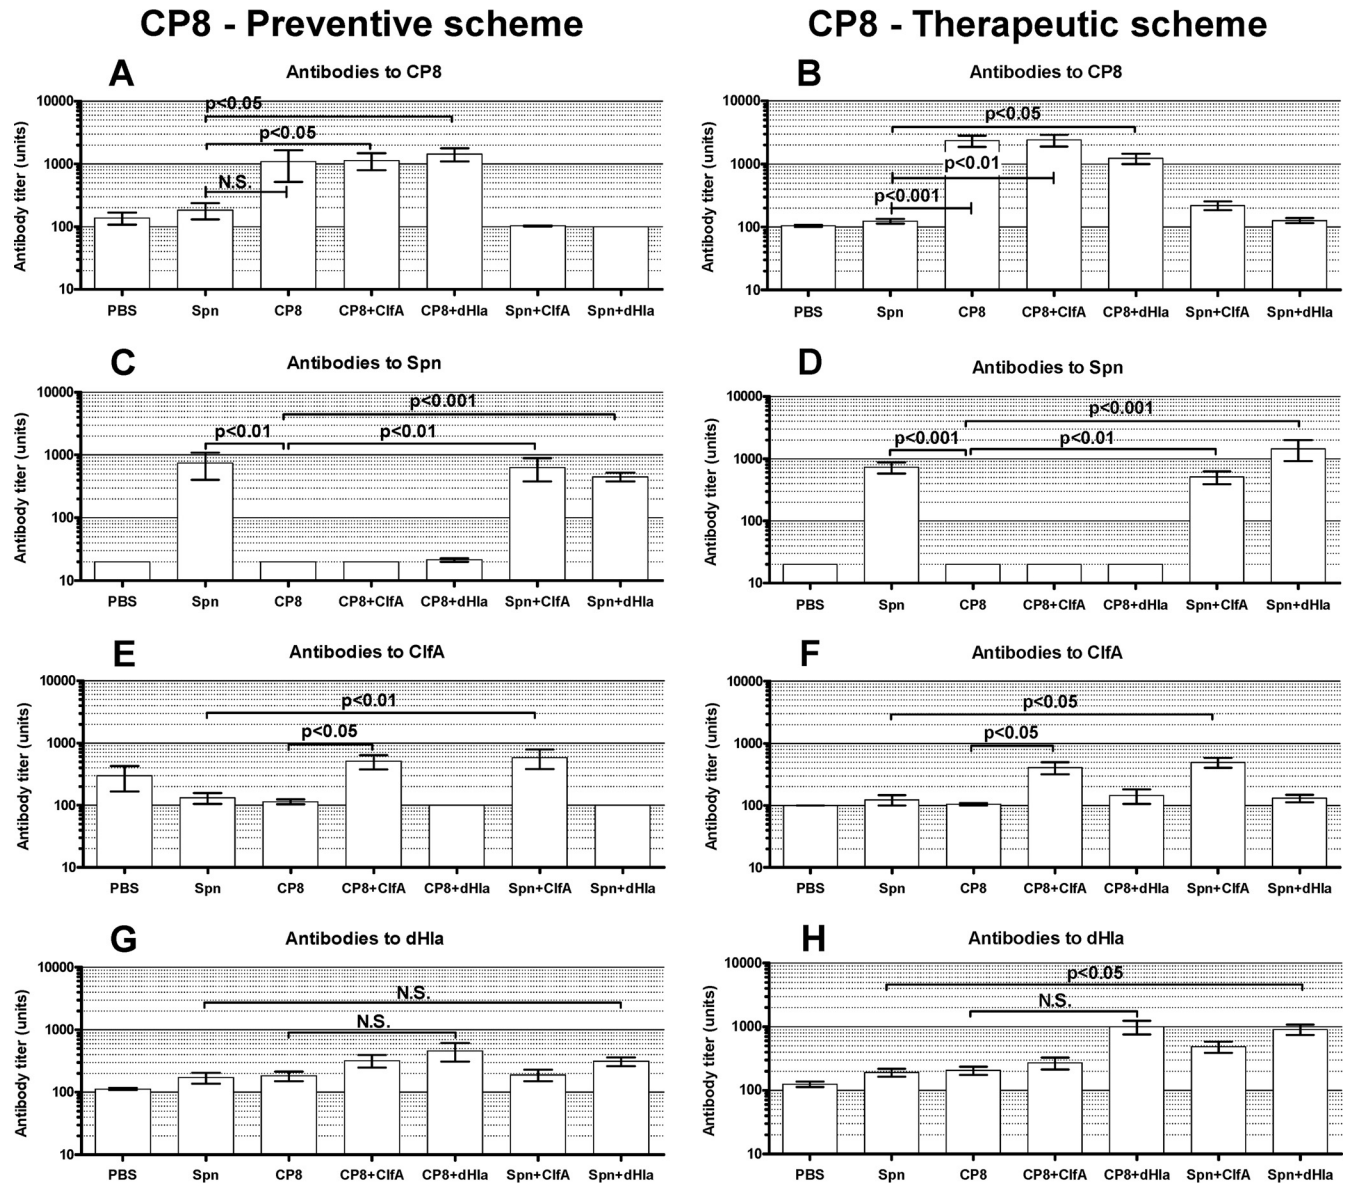 CP8 - Preventive scheme
CP8 - Therapeutic scheme
A
Antibodies to CP8
Antibody titer (units)
10000
1000
100
10
p<0.05
p<0.05
N.S.
PBS Spn CP8 CP8+ClfA CP8+dHla Spn+ClfA Spn+dHla
B
Antibodies to CP8
Antibody titer (units)
10000
1000
100
10
p<0.05
p<0.01
p<0.001
PBS Spn CP8 CP8+ClfA CP8+dHla Spn+ClfA Spn+dHla
C
Antibodies to Spn
Antibody titer (units)
10000
1000
100
10
p<0.001
p<0.01 p<0.01
PBS Spn CP8 CP8+ClfA CP8+dHla Spn+ClfA Spn+dHla
D
Antibodies to Spn
Antibody titer (units)
10000
1000
100
10
p<0.001
p<0.001 p<0.01
PBS Spn CP8 CP8+ClfA CP8+dHla Spn+ClfA Spn+dHla
E
Antibodies to ClfA
Antibody titer (units)
10000
1000
100
10
p<0.01
p<0.05
PBS Spn CP8 CP8+ClfA CP8+dHla Spn+ClfA Spn+dHla
F
Antibodies to ClfA
Antibody titer (units)
10000
1000
100
10
p<0.05
p<0.05
PBS Spn CP8 CP8+ClfA CP8+dHla Spn+ClfA Spn+dHla
G
Antibodies to dHla
Antibody titer (units)
10000
1000
100
10
N.S.
N.S.
PBS Spn CP8 CP8+ClfA CP8+dHla Spn+ClfA Spn+dHla
H
Antibodies to dHla
Antibody titer (units)
10000
1000
100
10
p<0.05
N.S.
PBS Spn CP8 CP8+ClfA CP8+dHla Spn+ClfA Spn+dHla